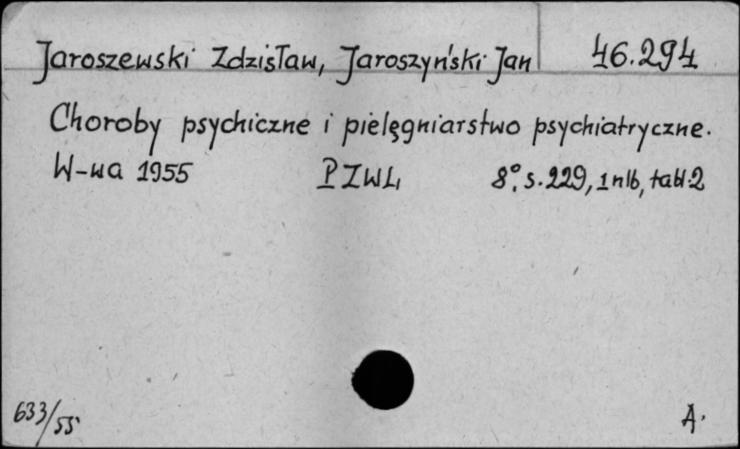 Jaroszewski Zdzisław, Jaroszyński Jan 46.294
Choroby psychiczne i pielęgniarstwo psychiatryczne.
W-wa 1955 PZWL, 8°, s. 229, 1 nlb, tabl. 2
633/55 A.